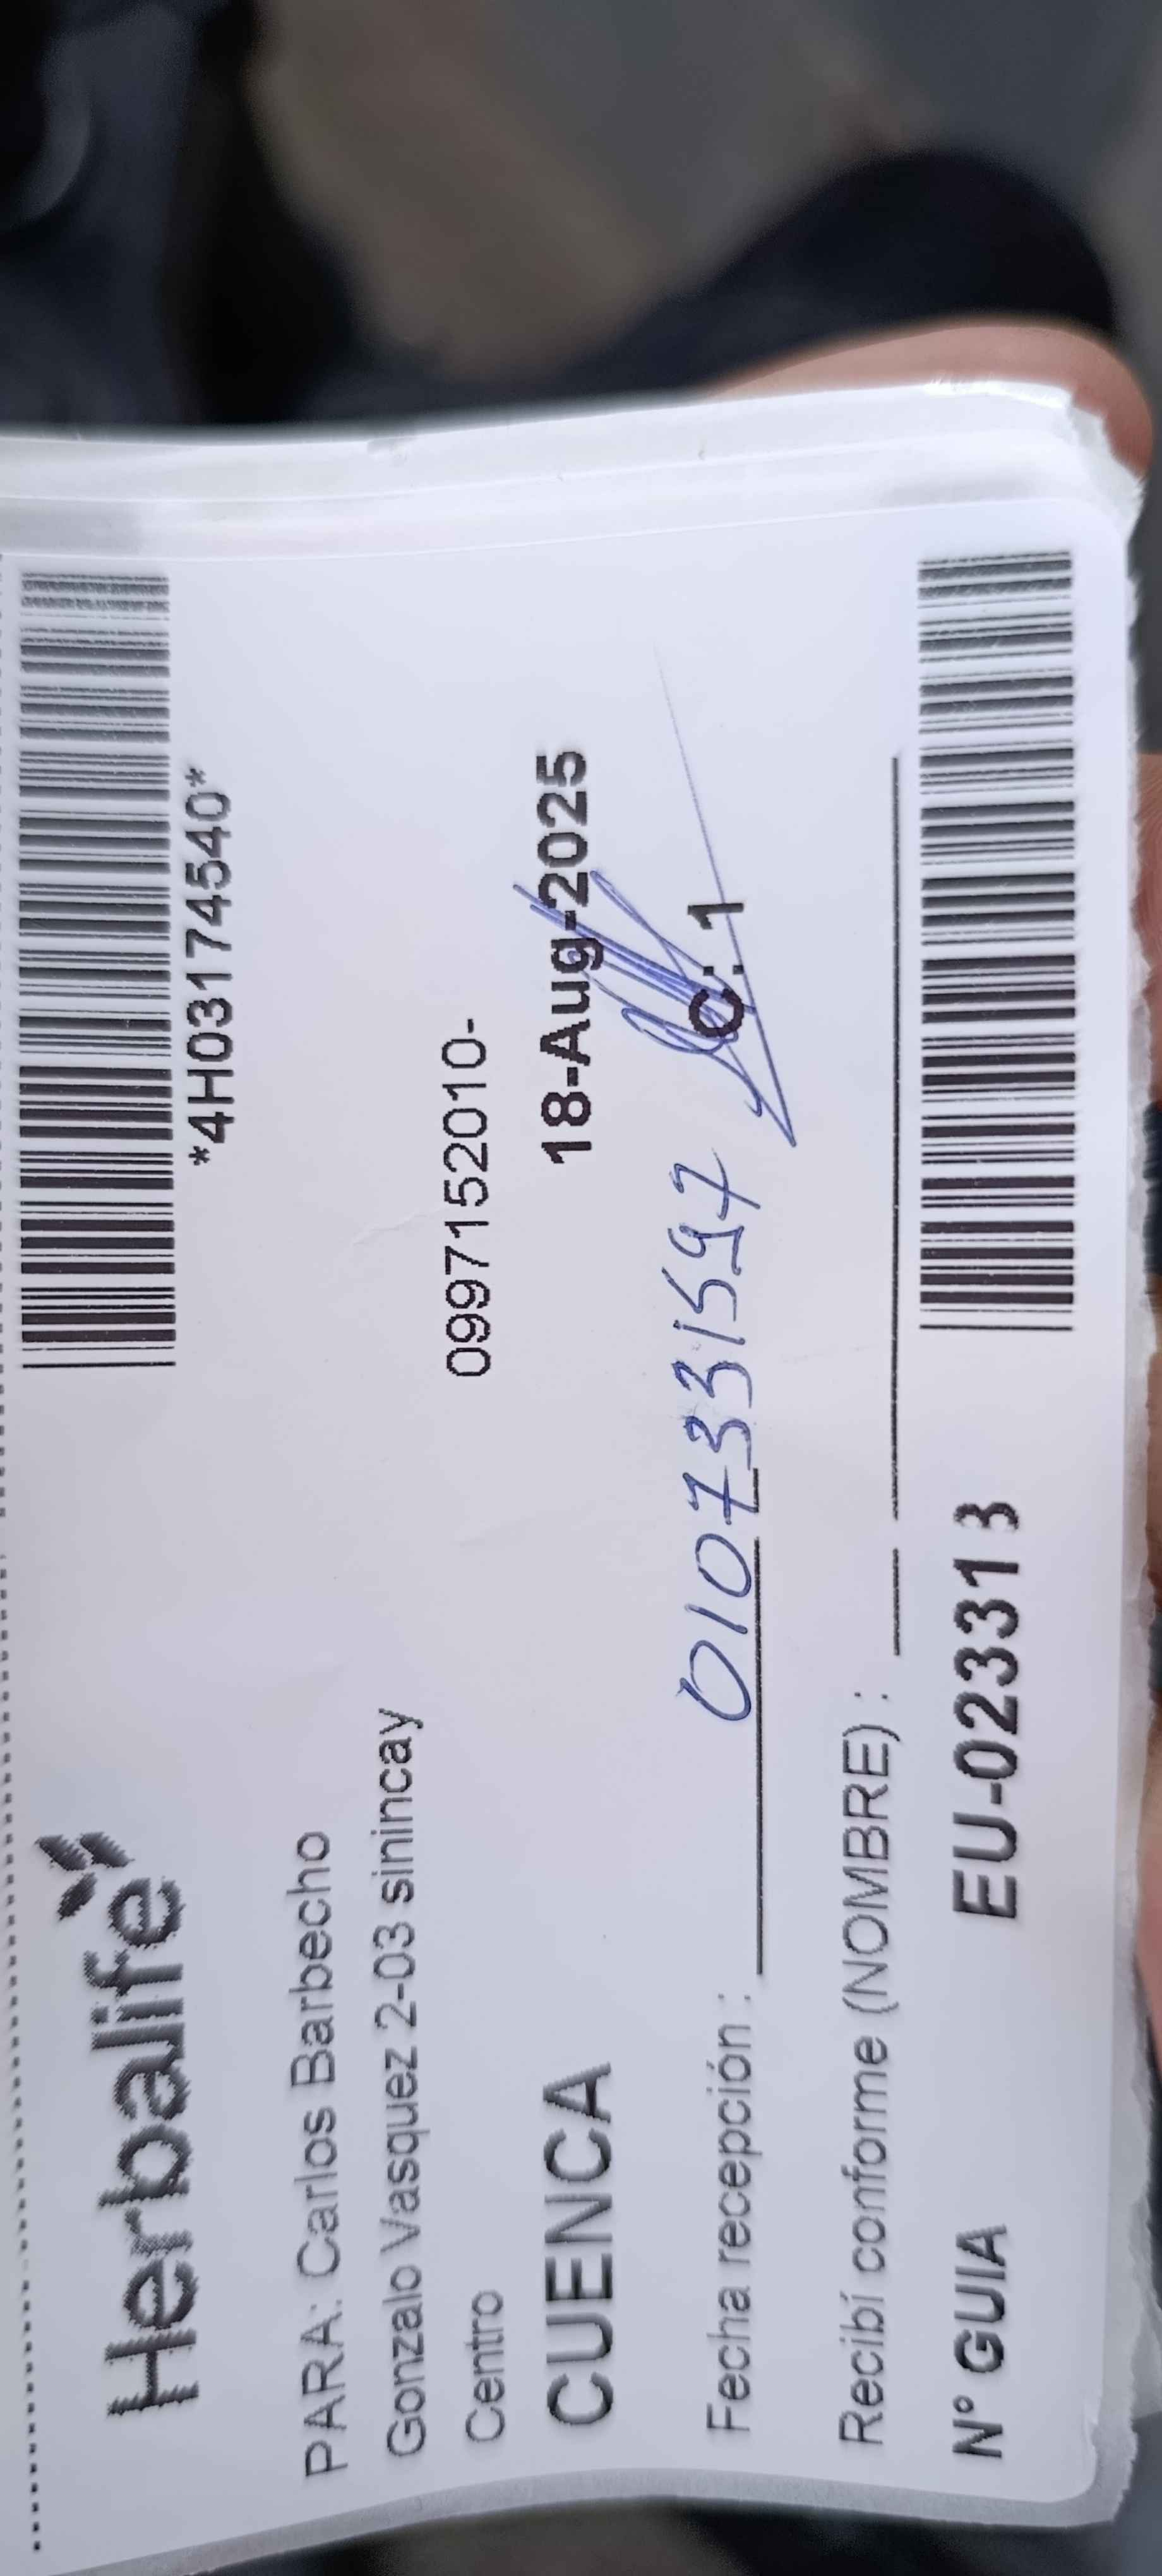 Herbalife
*4H03174540*
PARA: Carlos Barbecho
Gonzalo Vasquez 2-03 sinincay
Centro
0997152010-
CUENCA
18-Aug-2025
Fecha recepción : 0107331597
C: 1
Recibí conforme (NOMBRE) :
N° GUIA EU-023313